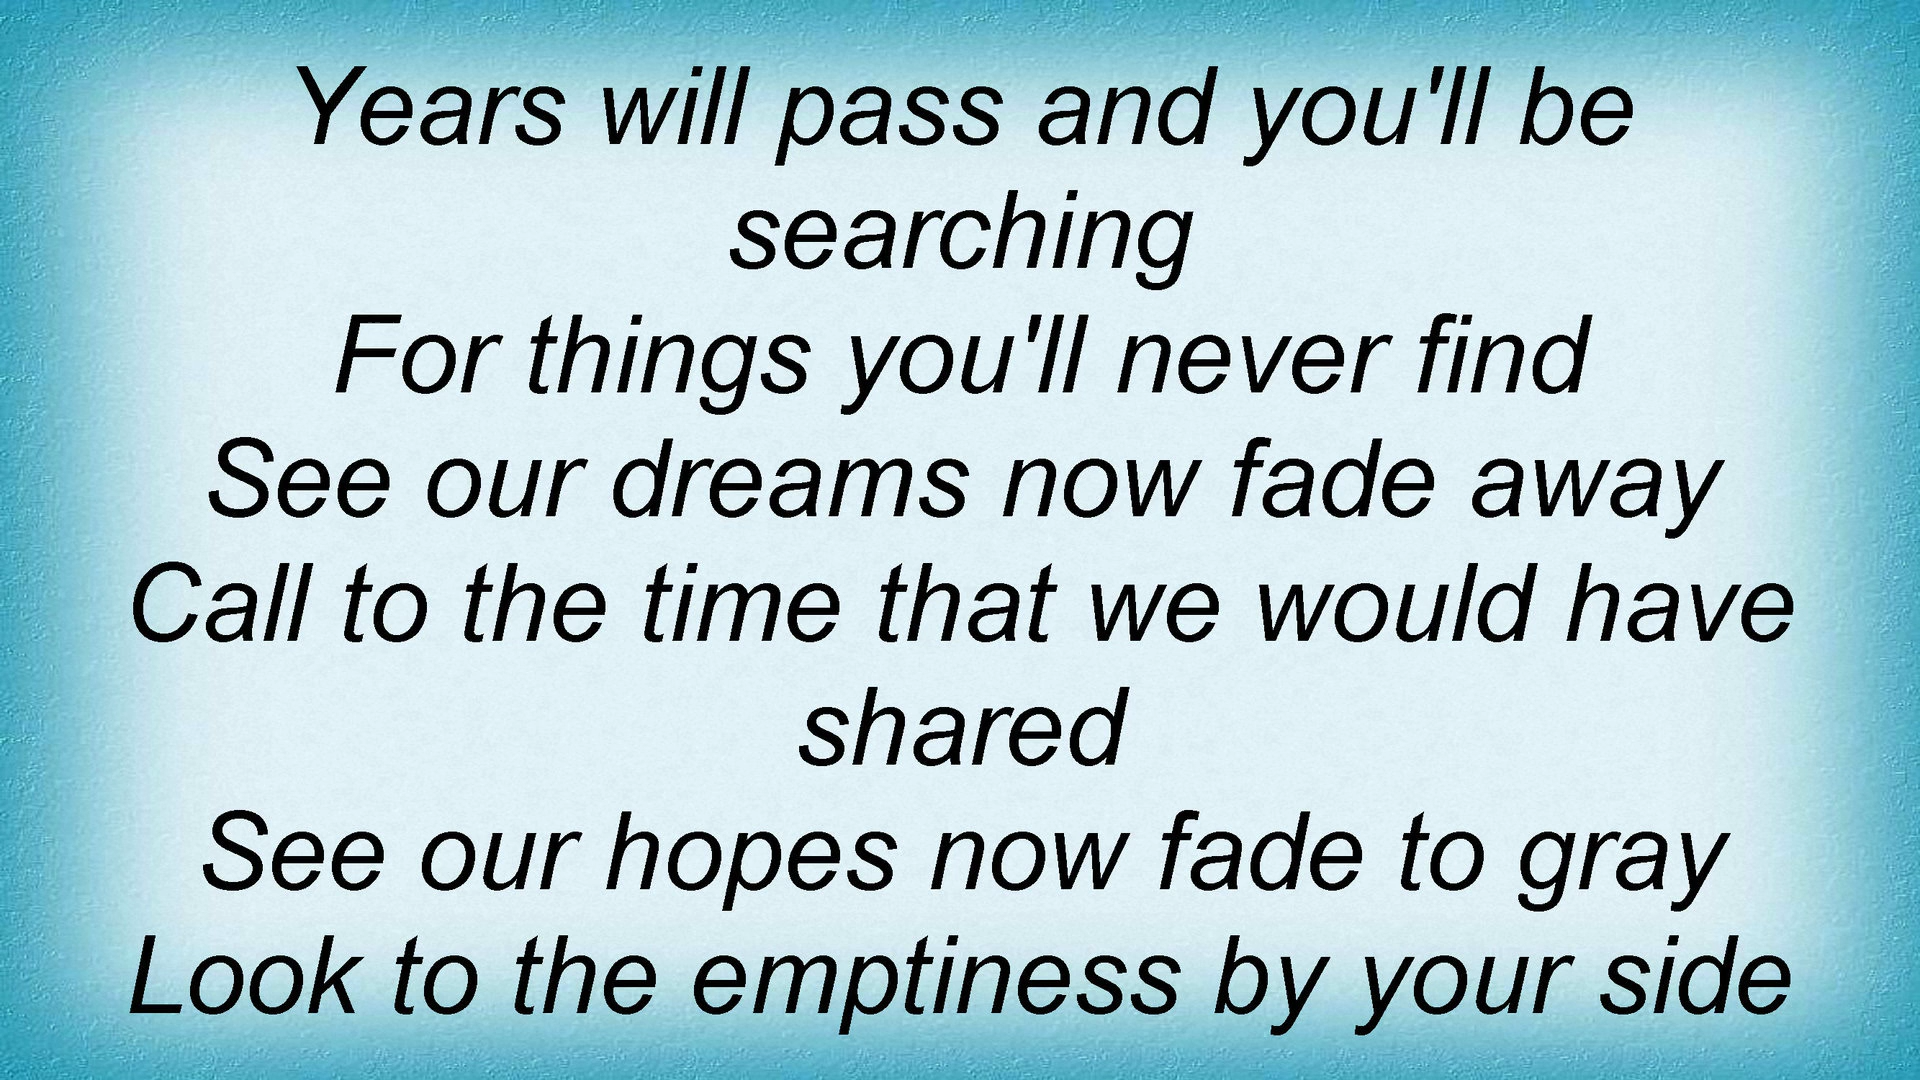 Years will pass and you'll be
searching
For things you'll never find
See our dreams now fade away
Call to the time that we would have
shared
See our hopes now fade to gray
Look to the emptiness by your side